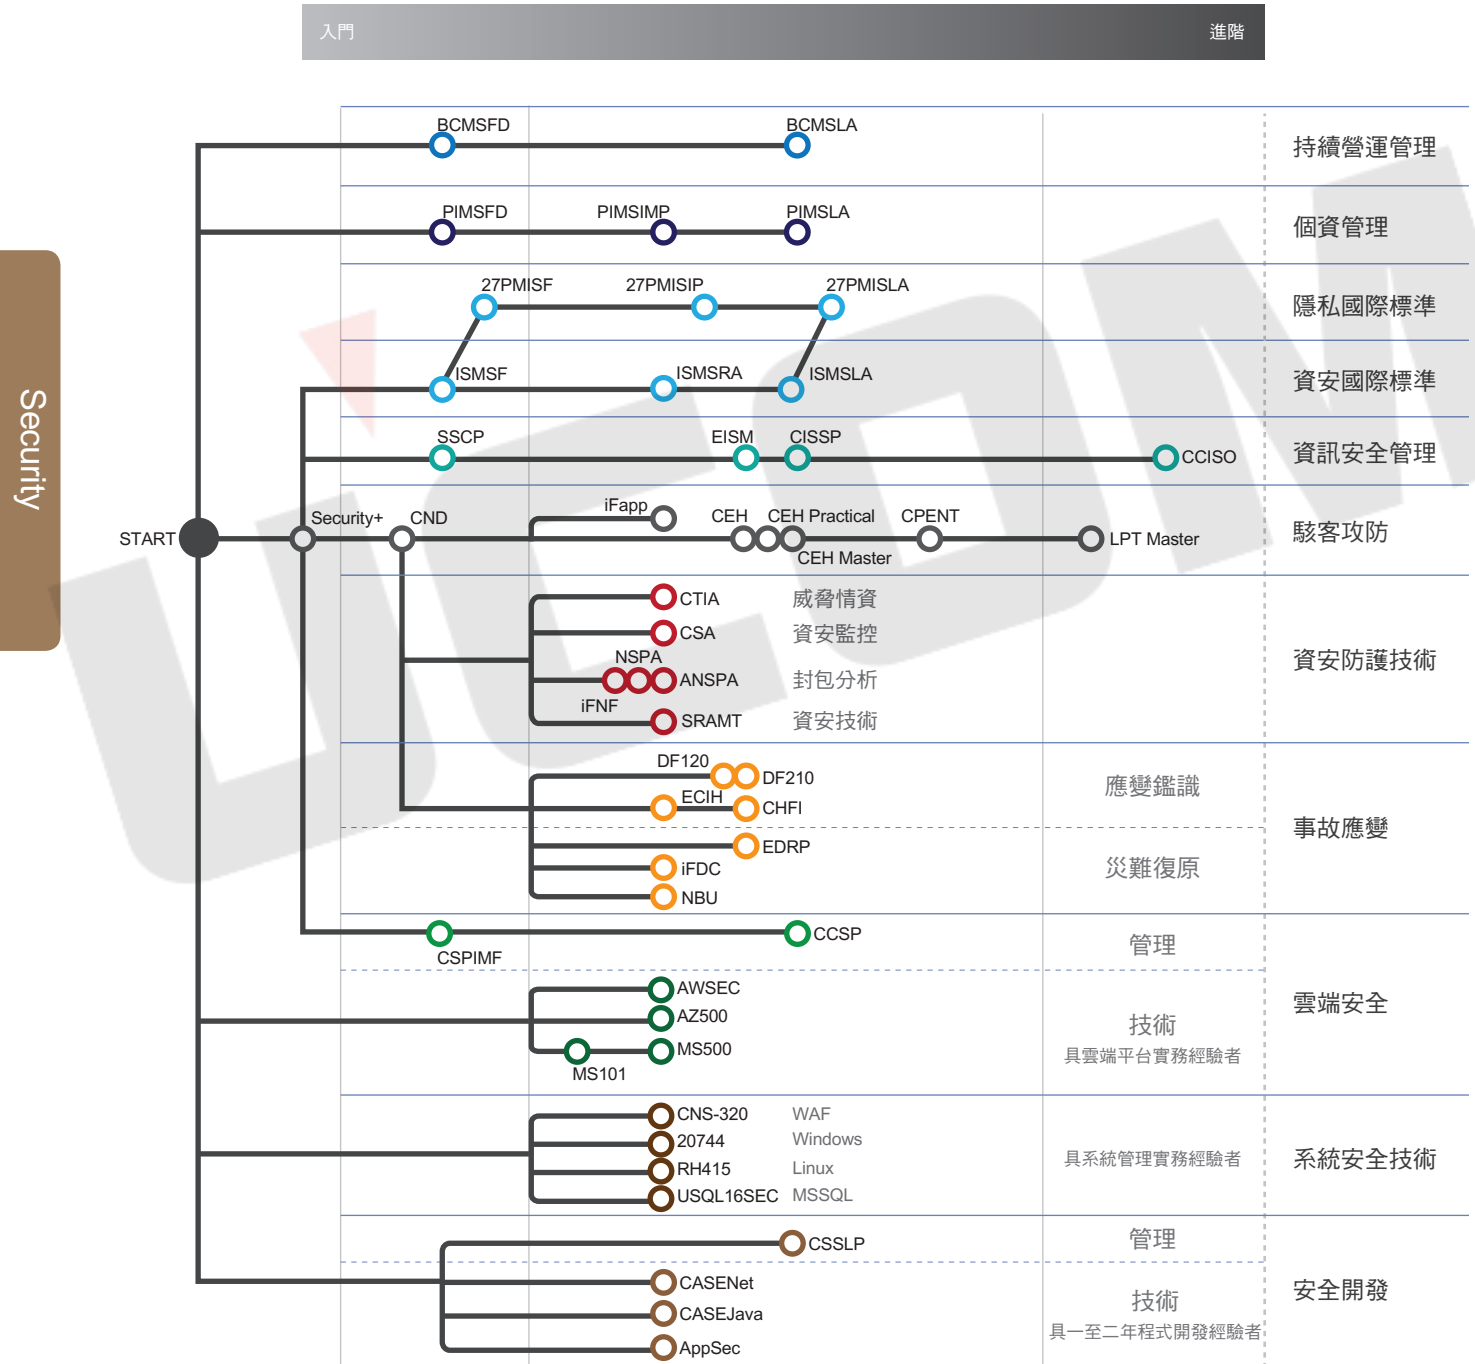 入門
進階
BCMSFD
BCMSLA
持續營運管理
PIMSFD
PIMSIMP
PIMSLA
個資管理
27PMISF
27PMISIP
27PMISLA
隱私國際標準
ISMSF
ISMSRA
ISMSLA
資安國際標準
SSCP
EISM
CISSP
CCISO
資訊安全管理
Security
START
Security+
CND
iFapp
CEH
CEH Practical
CEH Master
CPENT
LPT Master
駭客攻防
CTIA
威脅情資
CSA
資安監控
NSPA
ANSPA
封包分析
iFNF
SRAMT
資安技術
資安防護技術
DF120
DF210
ECIH
CHFI
應變鑑識
EDRP
iFDC
NBU
災難復原
事故應變
CSPIMF
CCSP
管理
AWSEC
AZ500
MS500
MS101
技術
具雲端平台實務經驗者
雲端安全
CNS-320
WAF
20744
Windows
RH415
Linux
USQL16SEC
MSSQL
具系統管理實務經驗者
系統安全技術
CSSLP
管理
CASENet
CASEJava
AppSec
技術
具一至二年程式開發經驗者
安全開發
UCOM